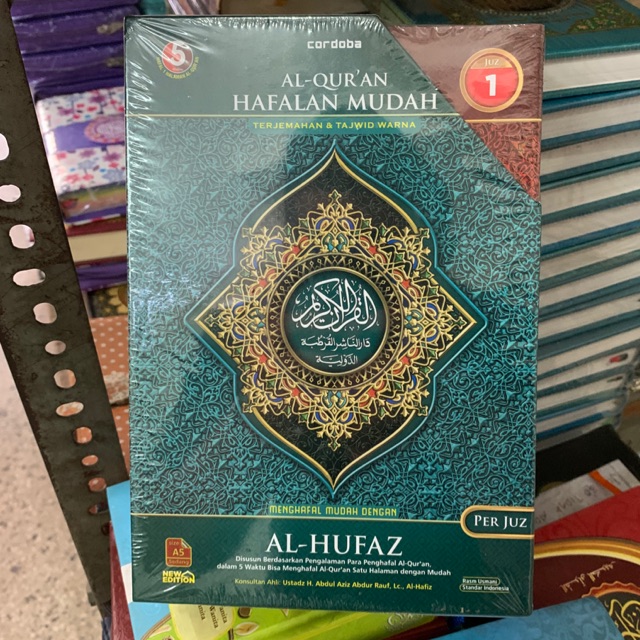 cordoba
5
JUZ
1
AL-QUR'AN
HAFALAN MUDAH
TERJEMAHAN & TAJWID WARNA
القرآن الكريم
دار الناشر القرطبة
الدولية
MENGHAFAL MUDAH DENGAN
PER JUZ
AL-HUFAZ
Disusun Berdasarkan Pengalaman Para Penghafal Al-Qur'an,
dalam 5 Waktu Bisa Menghafal Al-Qur'an Satu Halaman dengan Mudah
Konsultan Ahli: Ustadz H. Abdul Aziz Abdur Rauf, Lc., Al-Hafiz
A5
NEW
EDITION
Rasm Usmani
Standar Indonesia